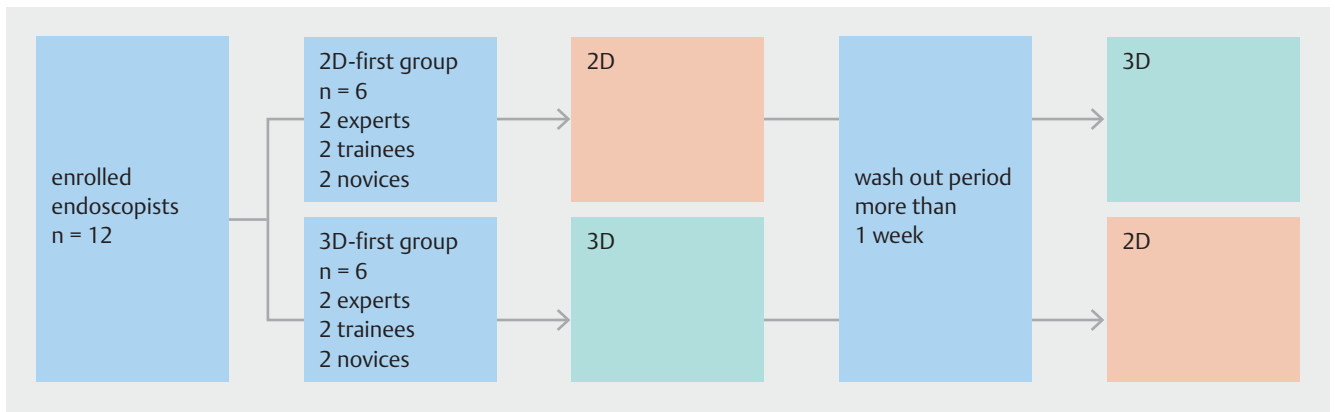 enrolled
endoscopists
n = 12
2D-first group
n = 6
2 experts
2 trainees
2 novices
3D-first group
n = 6
2 experts
2 trainees
2 novices
2D
3D
wash out period
more than
1 week
3D
2D